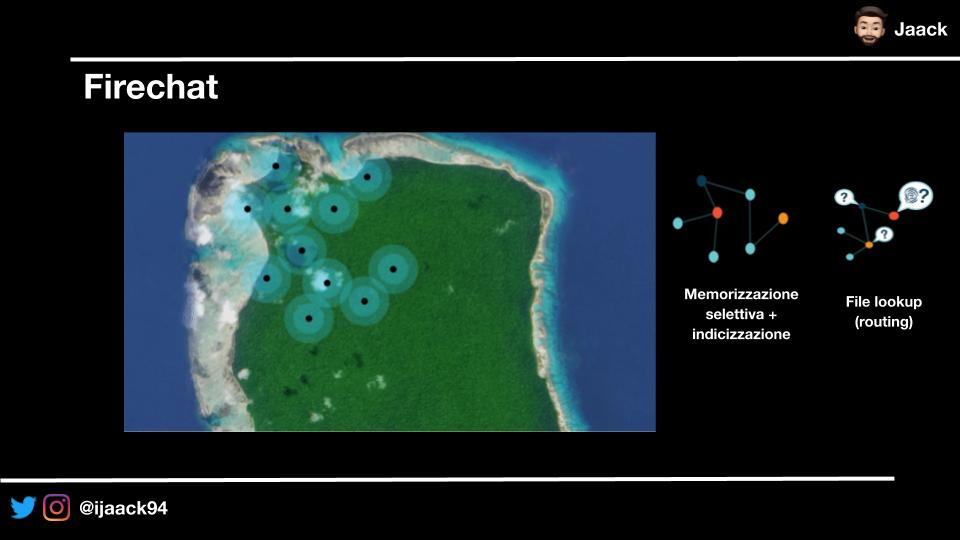 Jaack
Firechat
?
?
?
Memorizzazione
selettiva +
indicizzazione
File lookup
(routing)
@ijaack94